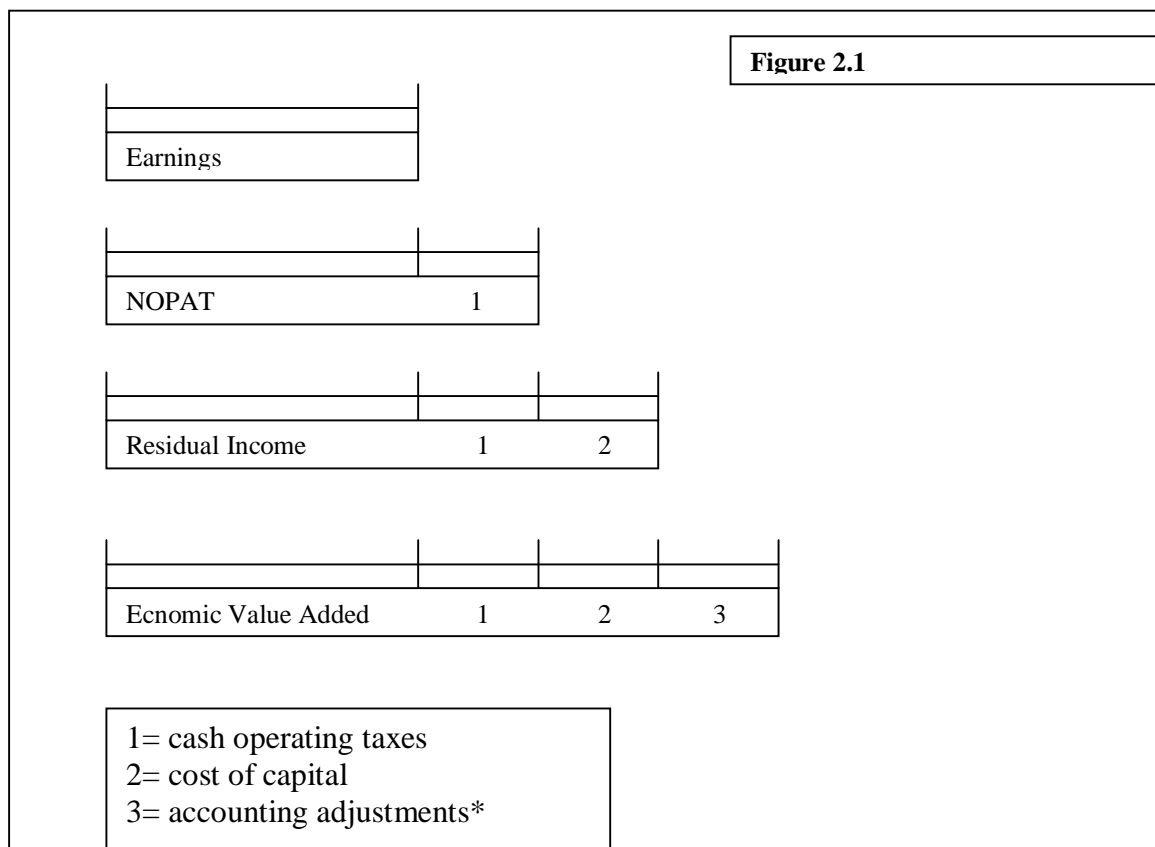 Figure 2.1
Earnings
NOPAT 1
Residual Income 1 2
Ecnomic Value Added 1 2 3
1= cash operating taxes
2= cost of capital
3= accounting adjustments*